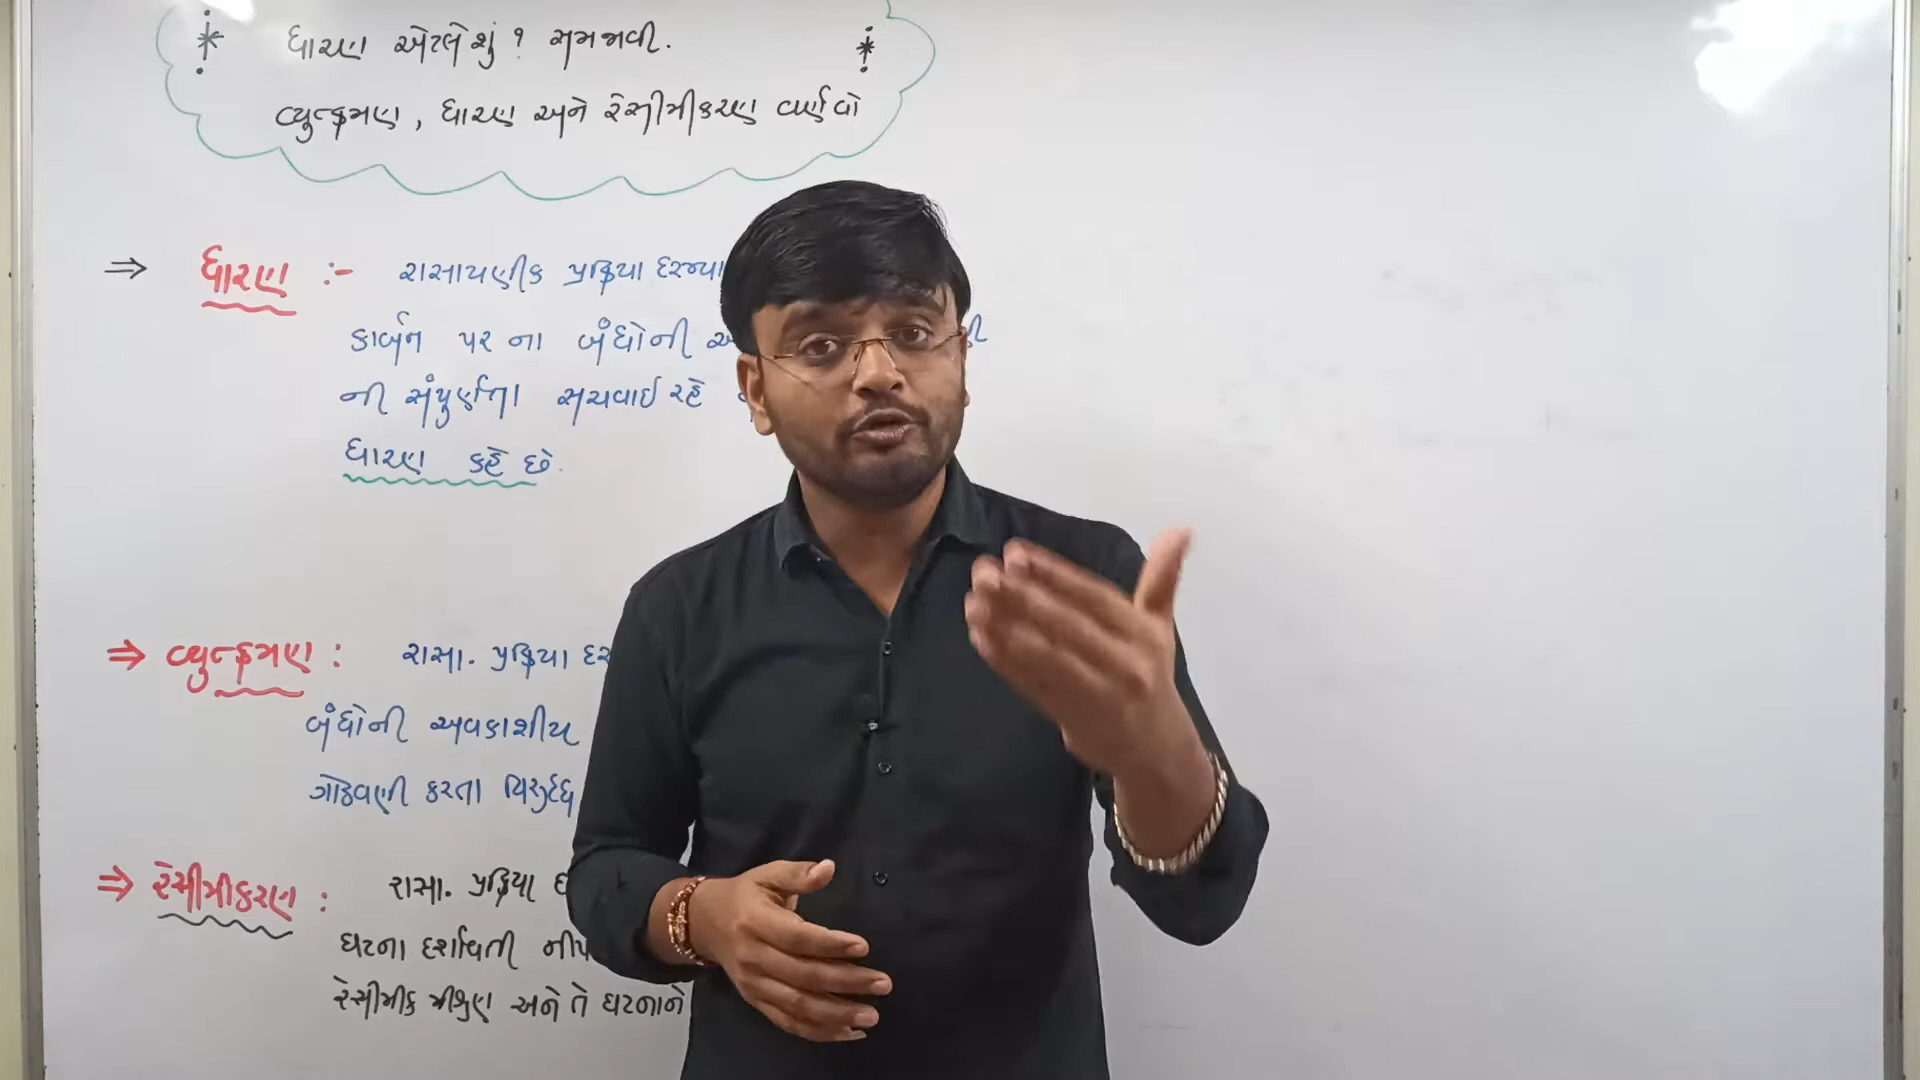 ધારણ એટલે શું ? સમજાવી.
વ્યુત્ક્રમણ, ધારણ અને રેસીમીકરણ વર્ણવો
⇒ ધારણ :- રાસાયણીક પ્રક્રિયા દરમ્યા
કાર્બન પર ના બંધોની અ
ની સંપુર્ણતા સચવાઈ રહે
ધારણ કહે છે.
⇒ વ્યુત્ક્રમણ : રાસા. પ્રક્રિયા દર
બંધોની અવકાશીય
ગોઠવણી કરતા વિરુદ્ધ
⇒ રેસીમીકરણ : રાસા. પ્રક્રિયા દ
ઘટના દર્શાવતી નીપ
રેસીમીક મીશ્રણ અને તે ઘટનાને